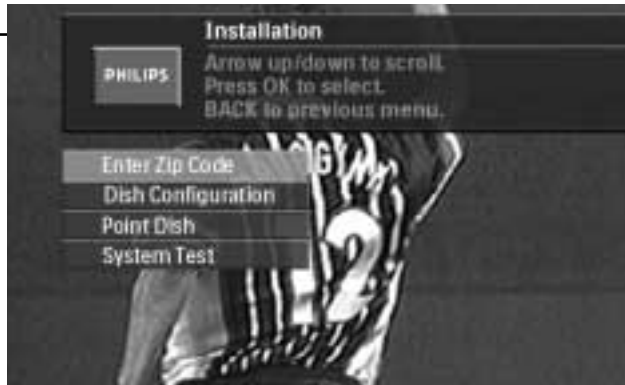 Installation
PHILIPS
Arrow up/down to scroll.
Press OK to select.
BACK to previous menu.
Enter Zip Code
Dish Configuration
Point Dish
System Test
12